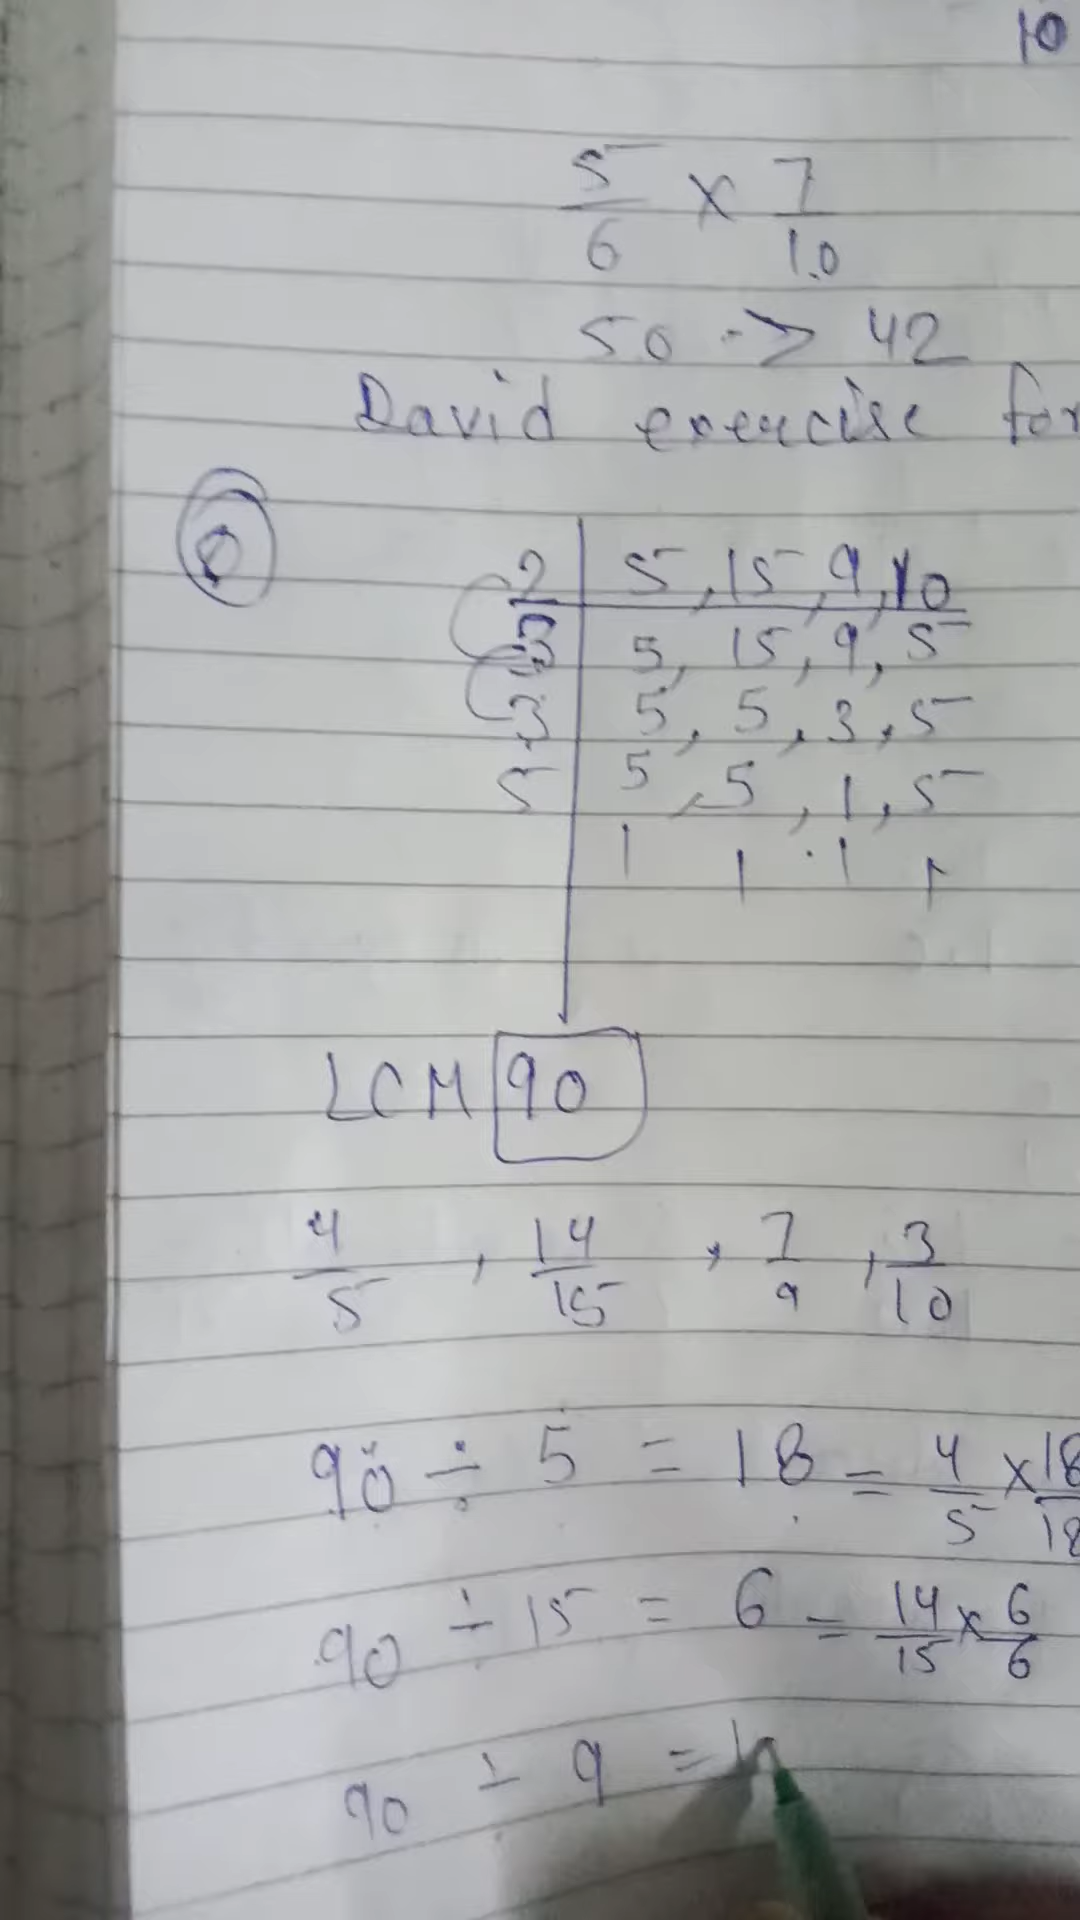 10
5/6 × 7/10
50 -> 42
David exercise for
8
2 | 5, 15, 9, 10
3 | 5, 15, 9, 5
3 | 5, 5, 3, 5
5 | 5, 5, 1, 5
1 1 1 1
LCM 90
4/5, 14/15, 7/9, 3/10
90 ÷ 5 = 18 = 4/5 × 18/18
90 ÷ 15 = 6 = 14/15 × 6/6
90 ÷ 9 = 1